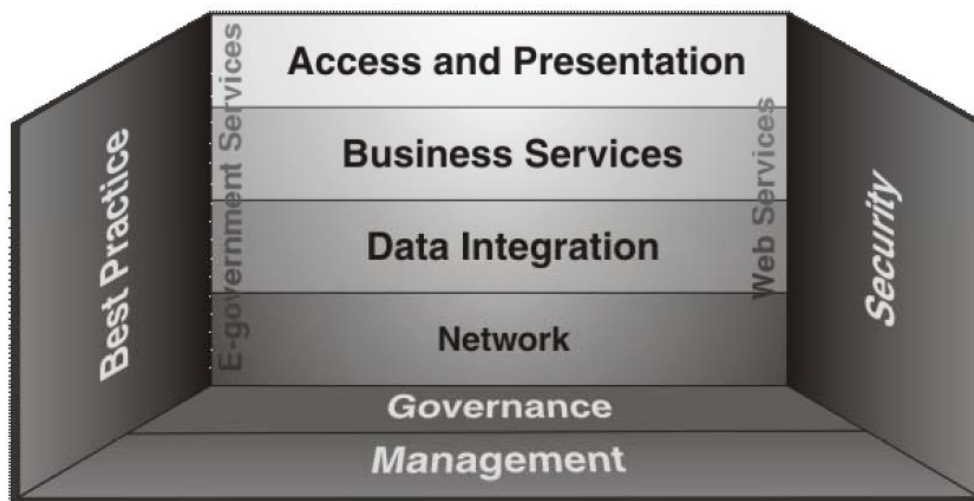 Access and Presentation
Business Services
Data Integration
Network
E-government Services
Web Services
Best Practice
Security
Governance
Management